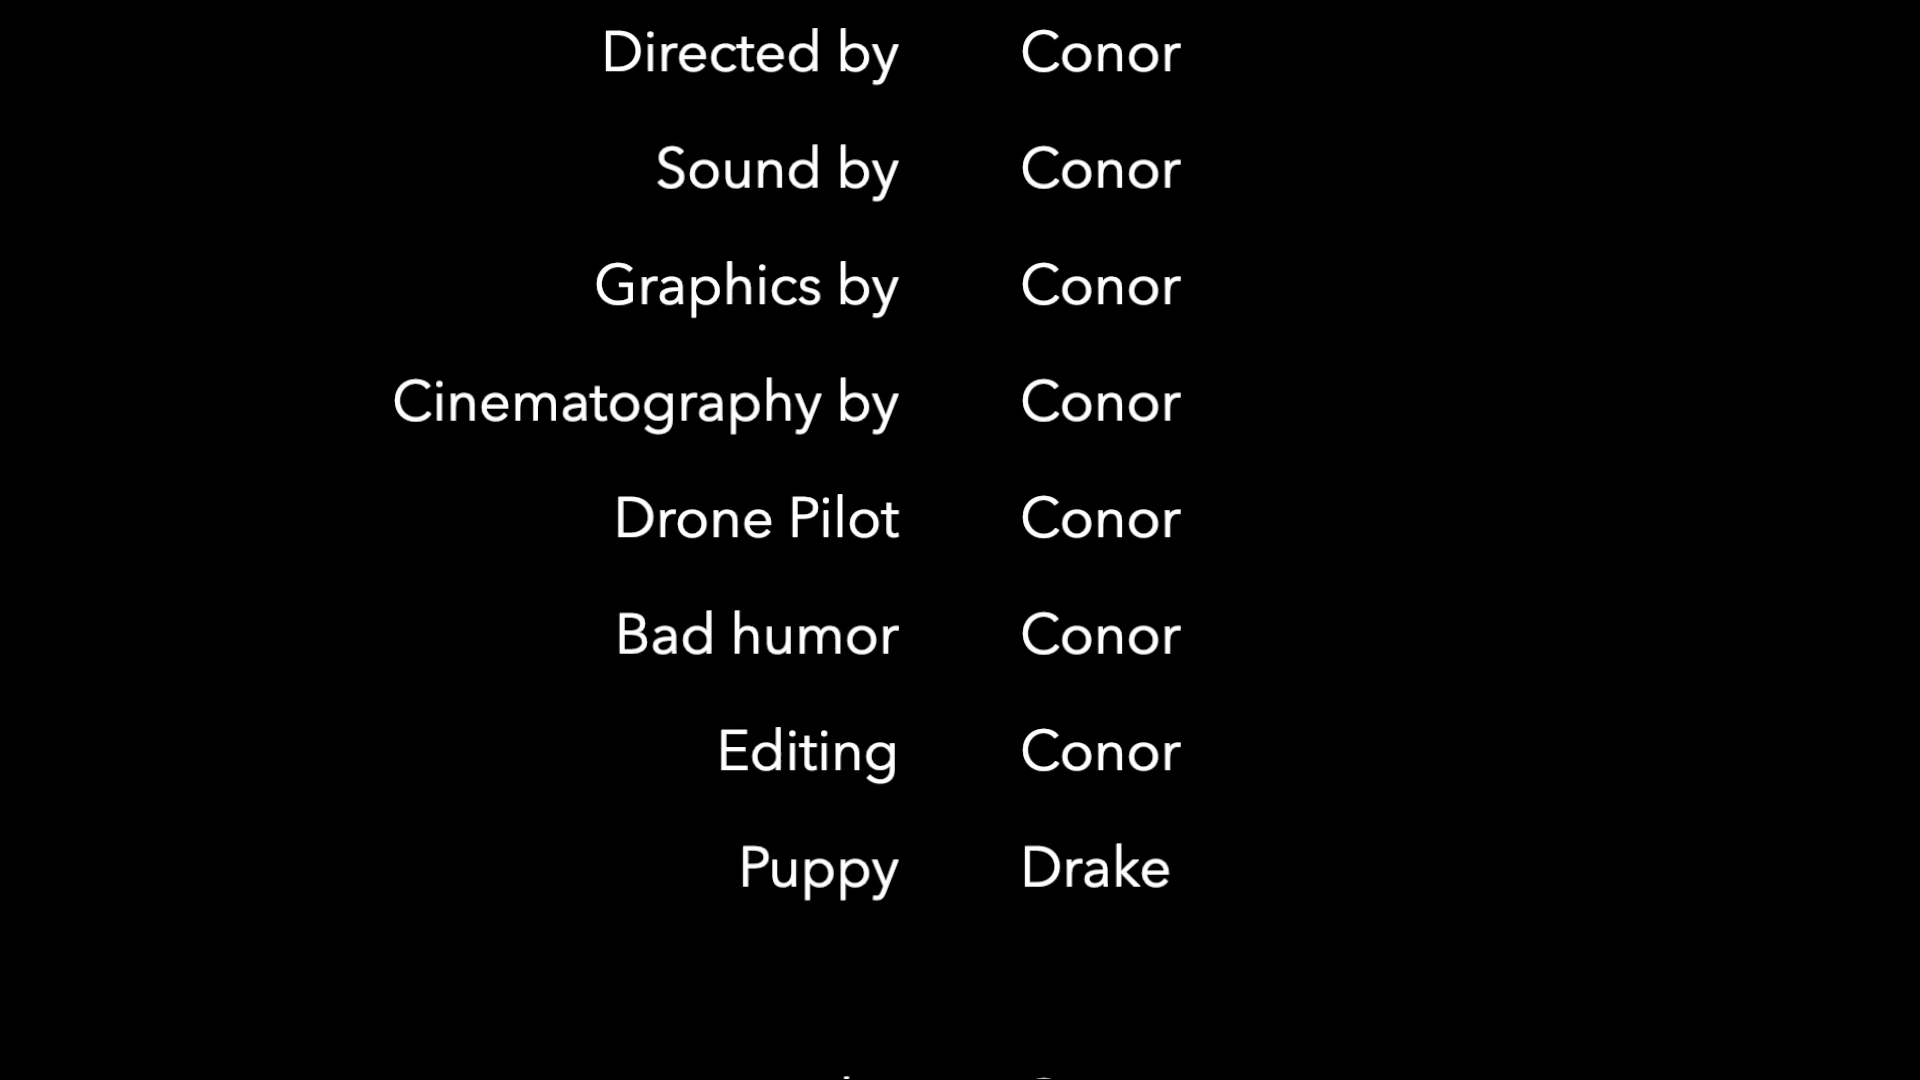 Directed by Conor
Sound by Conor
Graphics by Conor
Cinematography by Conor
Drone Pilot Conor
Bad humor Conor
Editing Conor
Puppy Drake